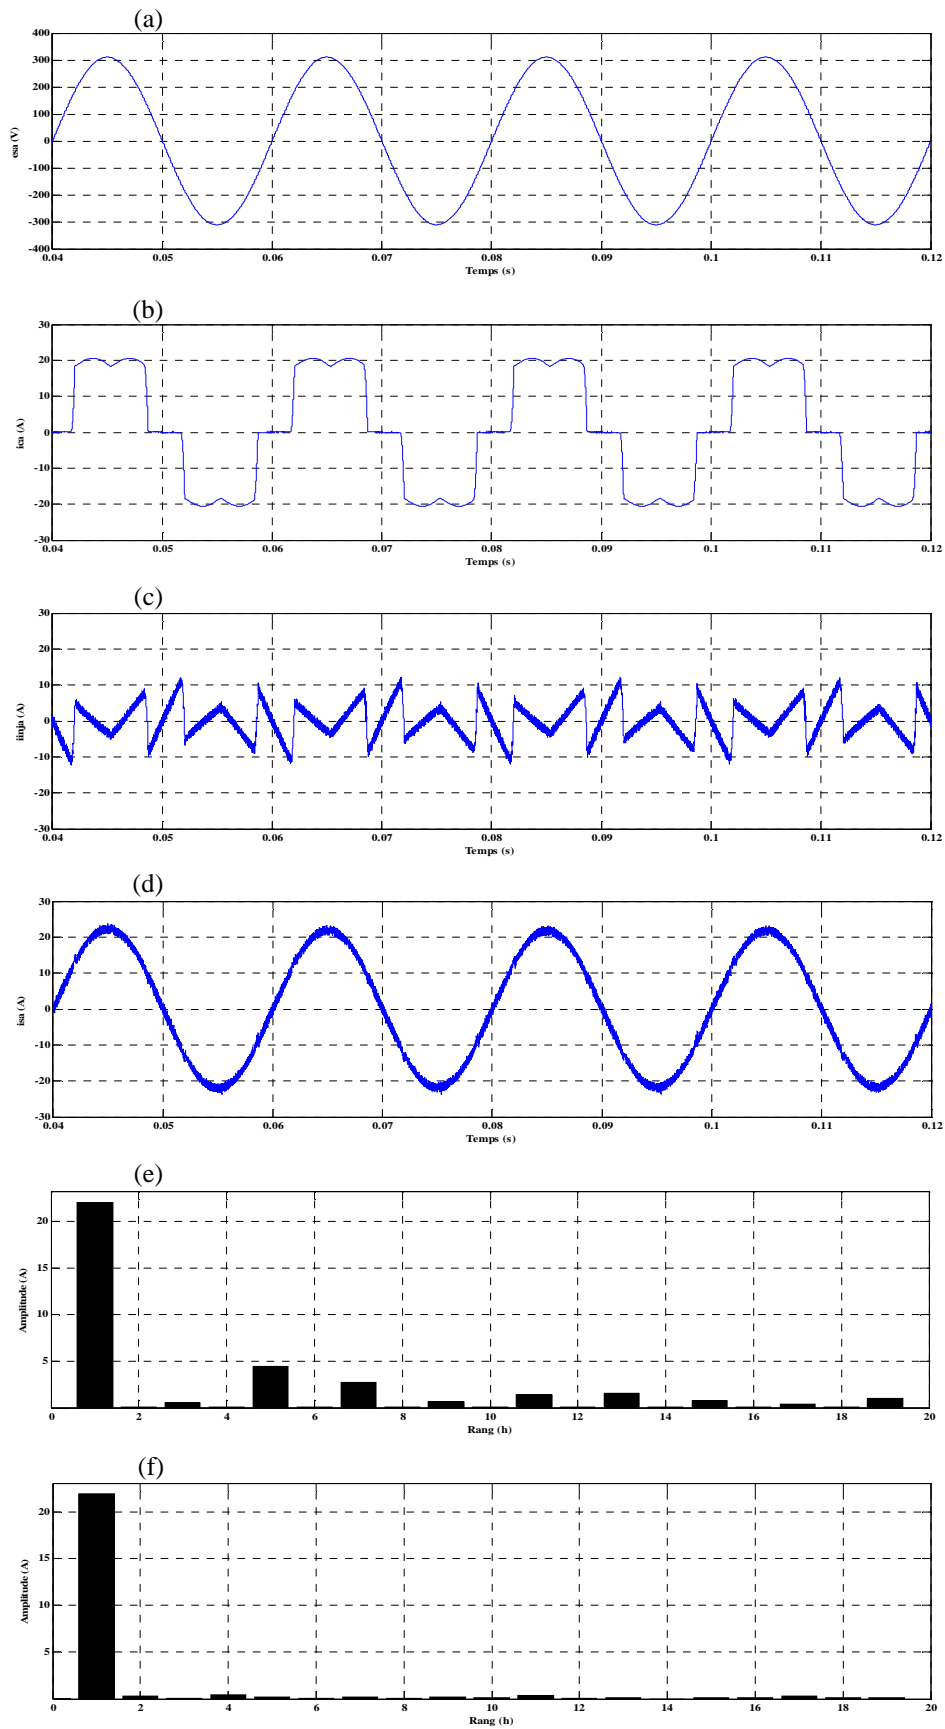 (a)
400
300
200
100
0
-100
-200
-300
-400
esa (V)
0.04 0.05 0.06 0.07 0.08 0.09 0.1 0.11 0.12
Temps (s)
(b)
30
20
10
0
-10
-20
-30
ica (A)
0.04 0.05 0.06 0.07 0.08 0.09 0.1 0.11 0.12
Temps (s)
(c)
30
20
10
0
-10
-20
-30
iinja (A)
0.04 0.05 0.06 0.07 0.08 0.09 0.1 0.11 0.12
Temps (s)
(d)
30
20
10
0
-10
-20
-30
isa (A)
0.04 0.05 0.06 0.07 0.08 0.09 0.1 0.11 0.12
Temps (s)
(e)
20
15
10
5
Amplitude (A)
0 2 4 6 8 10 12 14 16 18 20
Rang (h)
(f)
20
15
10
5
Amplitude (A)
0 2 4 6 8 10 12 14 16 18 20
Rang (h)